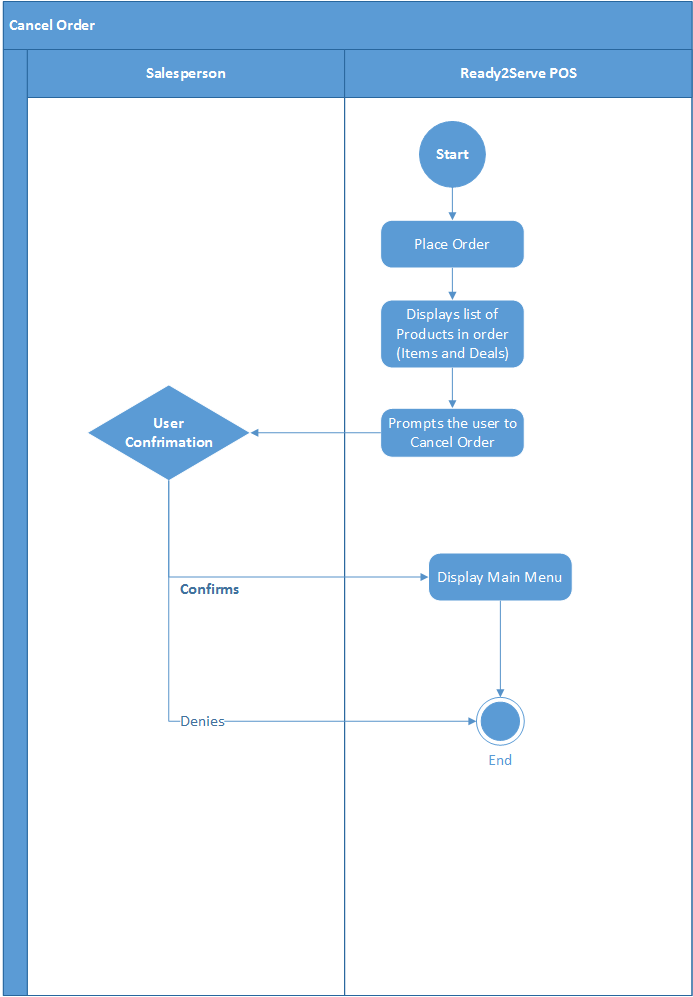 Cancel Order
Salesperson
Ready2Serve POS
Start
Place Order
Displays list of
Products in order
(Items and Deals)
User
Confrimation
Prompts the user to
Cancel Order
Display Main Menu
Confirms
Denies
End